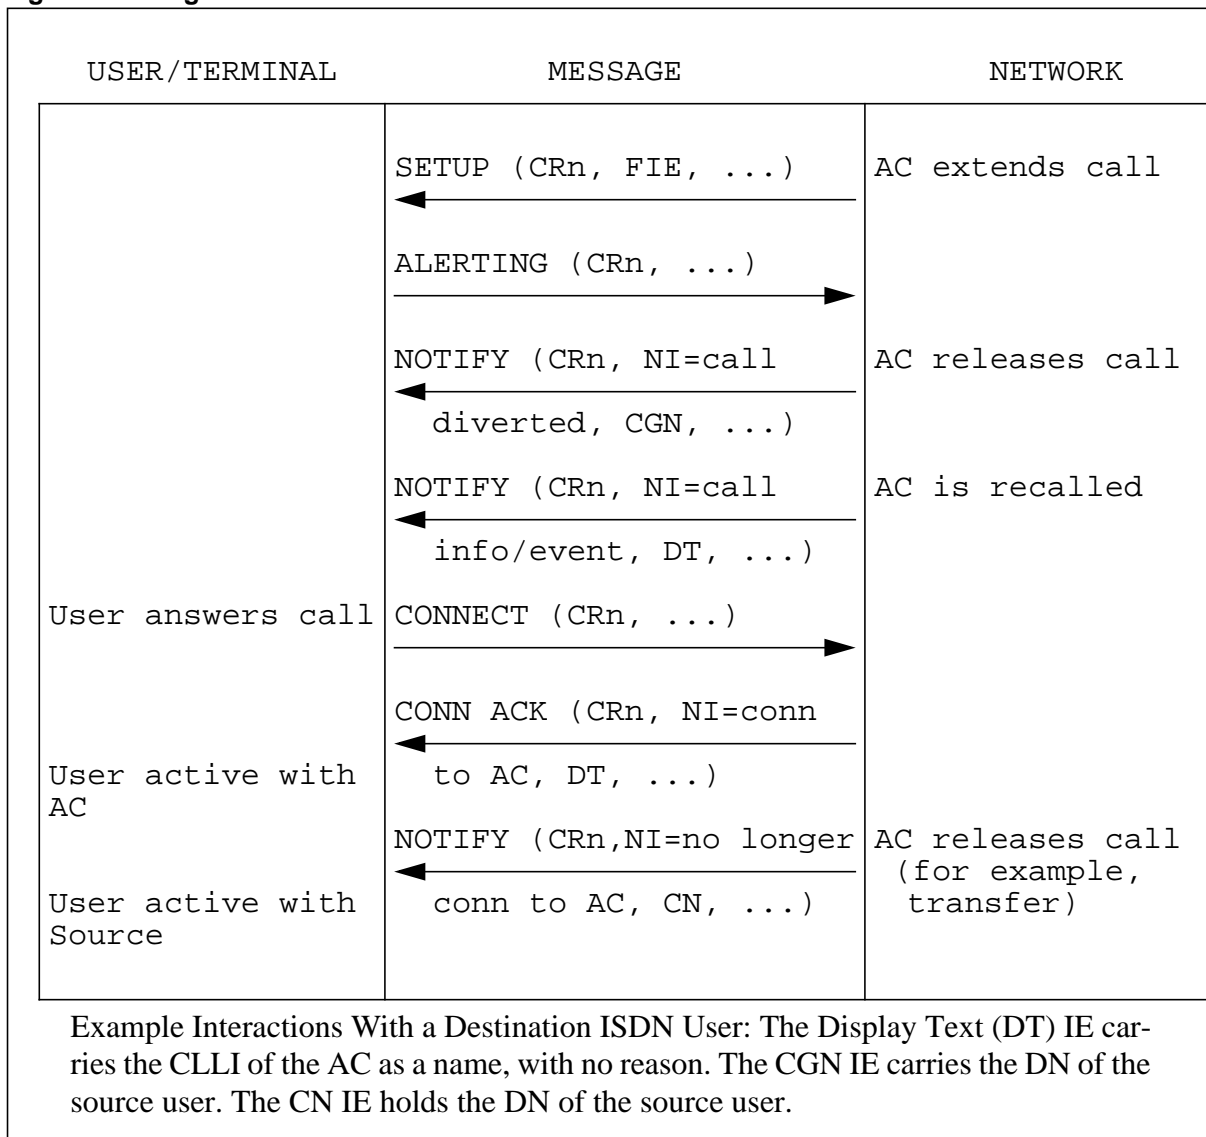 USER/TERMINAL MESSAGE NETWORK
SETUP (CRn, FIE, ...) AC extends call
ALERTING (CRn, ...)
NOTIFY (CRn, NI=call AC releases call
diverted, CGN, ...)
NOTIFY (CRn, NI=call AC is recalled
info/event, DT, ...)
User answers call CONNECT (CRn, ...)
CONN ACK (CRn, NI=conn
User active with to AC, DT, ...)
AC
NOTIFY (CRn,NI=no longer AC releases call
(for example,
User active with conn to AC, CN, ...) transfer)
Source
Example Interactions With a Destination ISDN User: The Display Text (DT) IE car-
ries the CLLI of the AC as a name, with no reason. The CGN IE carries the DN of the
source user. The CN IE holds the DN of the source user.